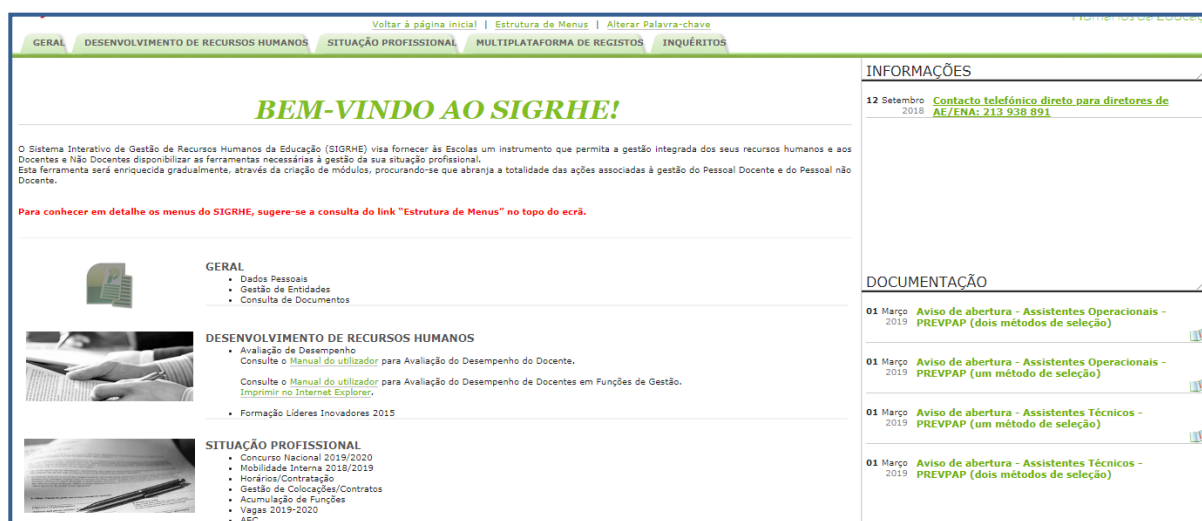 Voltar à página inicial | Estrutura de Menus | Alterar Palavra-chave
GERAL DESENVOLVIMENTO DE RECURSOS HUMANOS SITUAÇÃO PROFISSIONAL MULTIPLATAFORMA DE REGISTOS INQUÉRITOS
BEM-VINDO AO SIGRHE!
O Sistema Interativo de Gestão de Recursos Humanos da Educação (SIGRHE) visa fornecer às Escolas um instrumento que permita a gestão integrada dos seus recursos humanos e aos
Docentes e Não Docentes disponibilizar as ferramentas necessárias à gestão da sua situação profissional.
Esta ferramenta será enriquecida gradualmente, através da criação de módulos, procurando-se que abranja a totalidade das ações associadas à gestão do Pessoal Docente e do Pessoal não
Docente.
Para conhecer em detalhe os menus do SIGRHE, sugere-se a consulta do link "Estrutura de Menus" no topo do ecrã.
GERAL
• Dados Pessoais
• Gestão de Entidades
• Consulta de Documentos
DESENVOLVIMENTO DE RECURSOS HUMANOS
• Avaliação de Desempenho
Consulte o Manual do utilizador para Avaliação do Desempenho do Docente.
Consulte o Manual do utilizador para Avaliação do Desempenho de Docentes em Funções de Gestão.
Imprimir no Internet Explorer.
• Formação Líderes Inovadores 2015
SITUAÇÃO PROFISSIONAL
• Concurso Nacional 2019/2020
• Mobilidade Interna 2018/2019
• Horários/Contratação
• Gestão de Colocações/Contratos
• Acumulação de Funções
• Vagas 2019-2020
• AEC
INFORMAÇÕES
12 Setembro Contacto telefónico direto para diretores de
2018 AE/ENA: 213 938 891
DOCUMENTAÇÃO
01 Março Aviso de abertura - Assistentes Operacionais -
2019 PREVPAP (dois métodos de seleção)
01 Março Aviso de abertura - Assistentes Operacionais -
2019 PREVPAP (um método de seleção)
01 Março Aviso de abertura - Assistentes Técnicos -
2019 PREVPAP (um método de seleção)
01 Março Aviso de abertura - Assistentes Técnicos -
2019 PREVPAP (dois métodos de seleção)